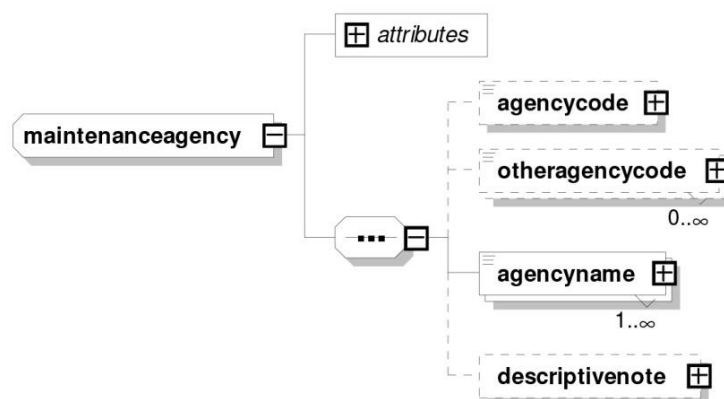 attributes
maintenanceagency
agencycode
otheragencycode
0..∞
agencyname
1..∞
descriptivenote